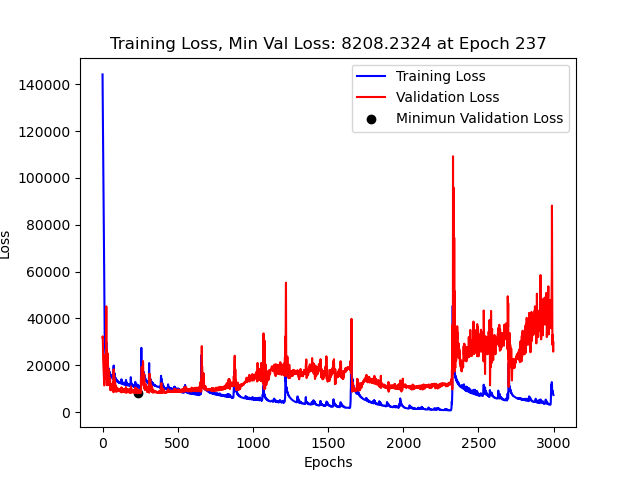 Training Loss, Min Val Loss: 8208.2324 at Epoch 237
Training Loss
Validation Loss
Minimun Validation Loss
Loss
140000
120000
100000
80000
60000
40000
20000
0
0 500 1000 1500 2000 2500 3000
Epochs